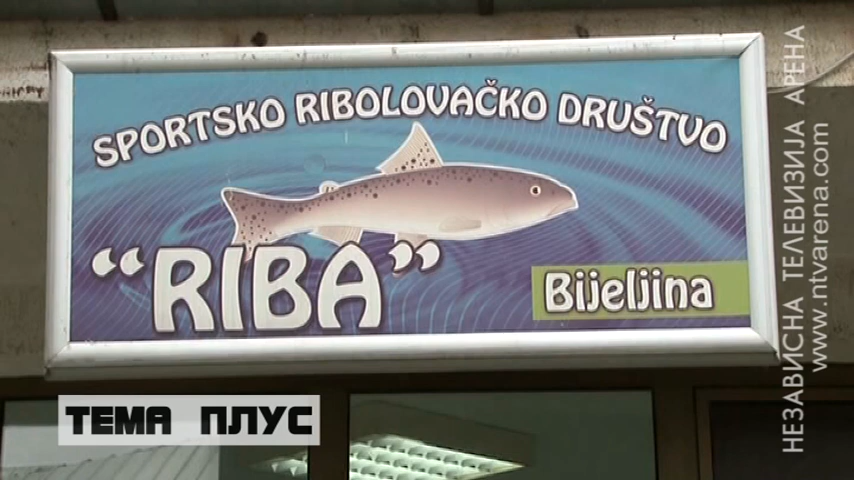 SPORTSKO RIBOLOVAČKO DRUŠTVO
“RIBA”
Bijeljina
ТЕМА ПЛУС
НЕЗАВИСНА ТЕЛЕВИЗИЈА АРЕНА
www.ntvarena.com